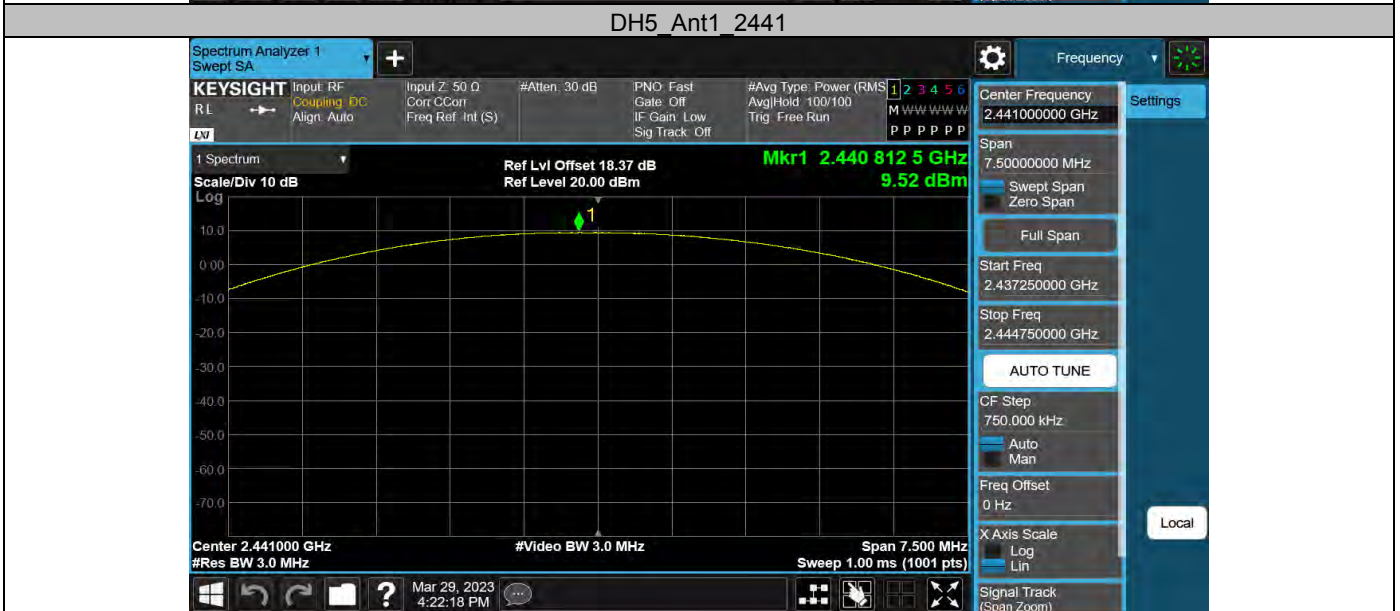 DH5_Ant1_2441
Spectrum Analyzer 1
Swept SA
Frequency
KEYSIGHT
Input: RF
Input Z: 50 Ω
#Atten: 30 dB
PNO: Fast
#Avg Type: Power (RMS
1 2 3 4 5 6
RL
Coupling: DC
Corr CCorr
Gate: Off
Avg|Hold: 100/100
M W W W W W
Align: Auto
Freq Ref: Int (S)
IF Gain: Low
Trig: Free Run
LXI
Sig Track: Off
P P P P P P
1 Spectrum
Ref Lvl Offset 18.37 dB
Mkr1 2.440 812 5 GHz
Scale/Div 10 dB
Ref Level 20.00 dBm
9.52 dBm
Log
1
10.0
0.00
-10.0
-20.0
-30.0
-40.0
-50.0
-60.0
-70.0
Center 2.441000 GHz
#Video BW 3.0 MHz
Span 7.500 MHz
#Res BW 3.0 MHz
Sweep 1.00 ms (1001 pts)
Center Frequency
2.441000000 GHz
Settings
Span
7.50000000 MHz
Swept Span
Zero Span
Full Span
Start Freq
2.437250000 GHz
Stop Freq
2.444750000 GHz
AUTO TUNE
CF Step
750.000 kHz
Auto
Man
Freq Offset
0 Hz
X Axis Scale
Log
Lin
Local
Signal Track
(Span Zoom)
?
Mar 29, 2023
4:22:18 PM